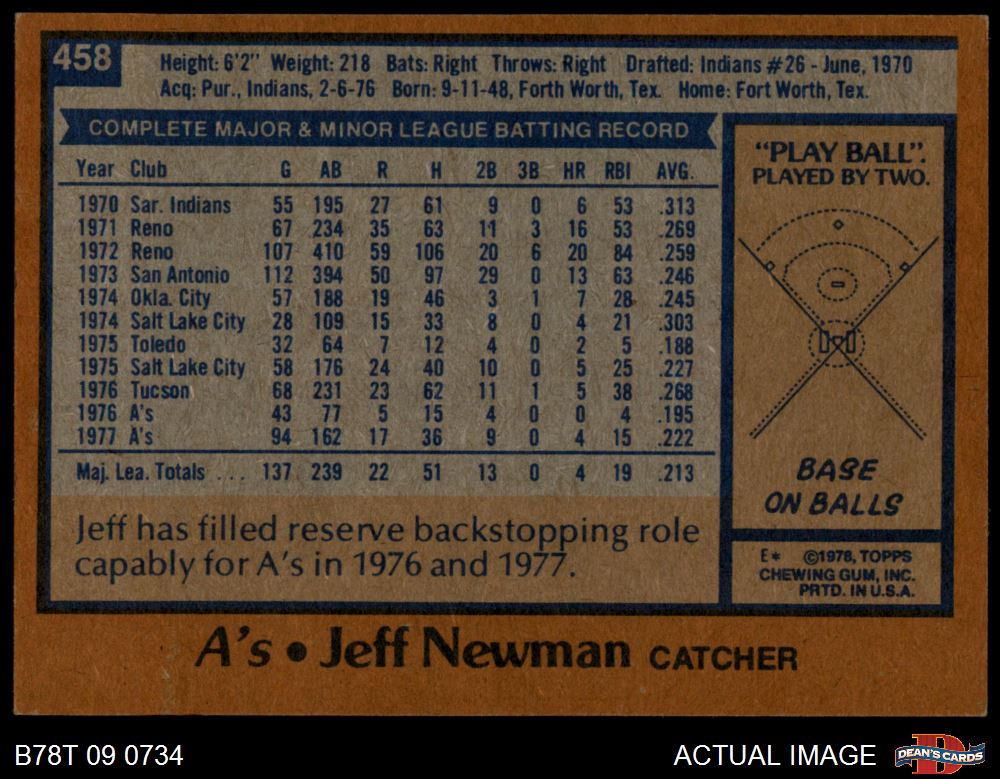 458
Height: 6'2" Weight: 218 Bats: Right Throws: Right Drafted: Indians #26 - June, 1970
Acq: Pur., Indians, 2-6-76 Born: 9-11-48, Forth Worth, Tex. Home: Fort Worth, Tex.
COMPLETE MAJOR & MINOR LEAGUE BATTING RECORD
Year Club G AB R H 2B 3B HR RBI AVG.
1970 Sar. Indians 55 195 27 61 9 0 6 53 .313
1971 Reno 67 234 35 63 11 3 16 53 .269
1972 Reno 107 410 59 106 20 6 20 84 .259
1973 San Antonio 112 394 50 97 29 0 13 63 .246
1974 Okla. City 57 188 19 46 3 1 7 28 .245
1974 Salt Lake City 28 109 15 33 8 0 4 21 .303
1975 Toledo 32 64 7 12 4 0 2 5 .188
1975 Salt Lake City 58 176 24 40 10 0 5 25 .227
1976 Tucson 68 231 23 62 11 1 5 38 .268
1976 A's 43 77 5 15 4 0 0 4 .195
1977 A's 94 162 17 36 9 0 4 15 .222
Maj. Lea. Totals ... 137 239 22 51 13 0 4 19 .213
Jeff has filled reserve backstopping role
capably for A's in 1976 and 1977.
"PLAY BALL".
PLAYED BY TWO.
BASE
ON BALLS
E* ©1978, TOPPS
CHEWING GUM, INC.
PRTD. IN U.S.A.
A's • Jeff Newman CATCHER
B78T 09 0734
ACTUAL IMAGE
DEAN'S CARDS